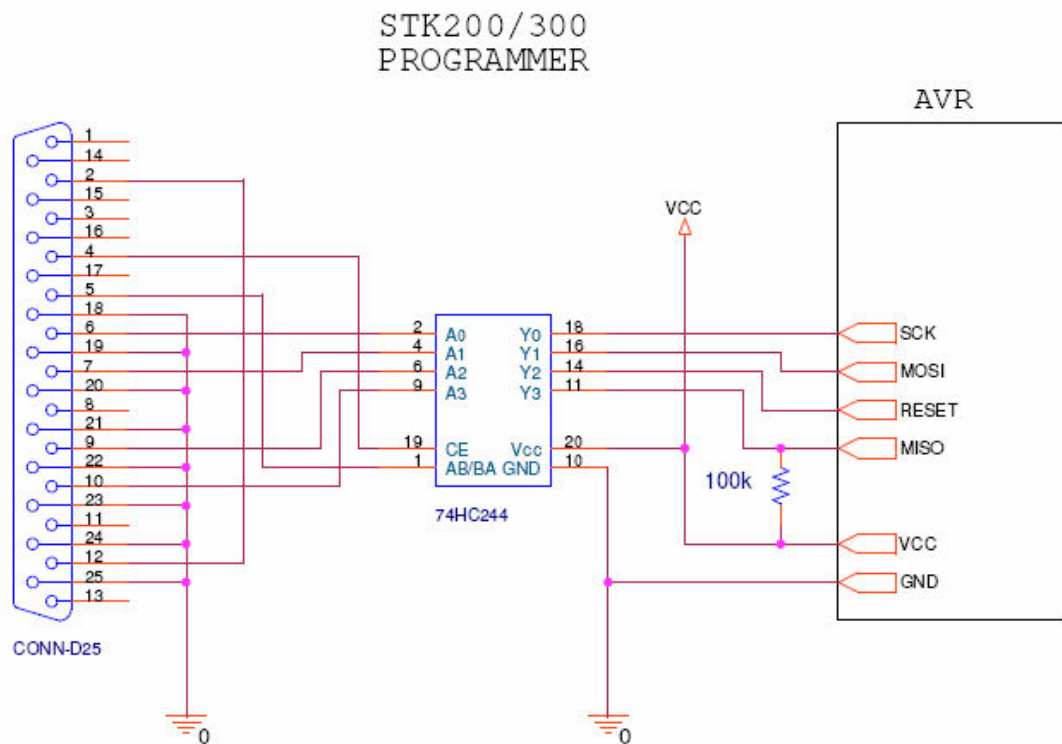 STK200/300
PROGRAMMER
AVR
1
14
2
15
3
16
4
17
5
18
6
19
7
20
8
21
9
22
10
23
11
24
12
25
13
CONN-D25
0
VCC
2 A0 Y0 18
4 A1 Y1 16
6 A2 Y2 14
9 A3 Y3 11
19 CE Vcc 20
1 AB/BA GND 10
74HC244
0
100k
SCK
MOSI
RESET
MISO
VCC
GND